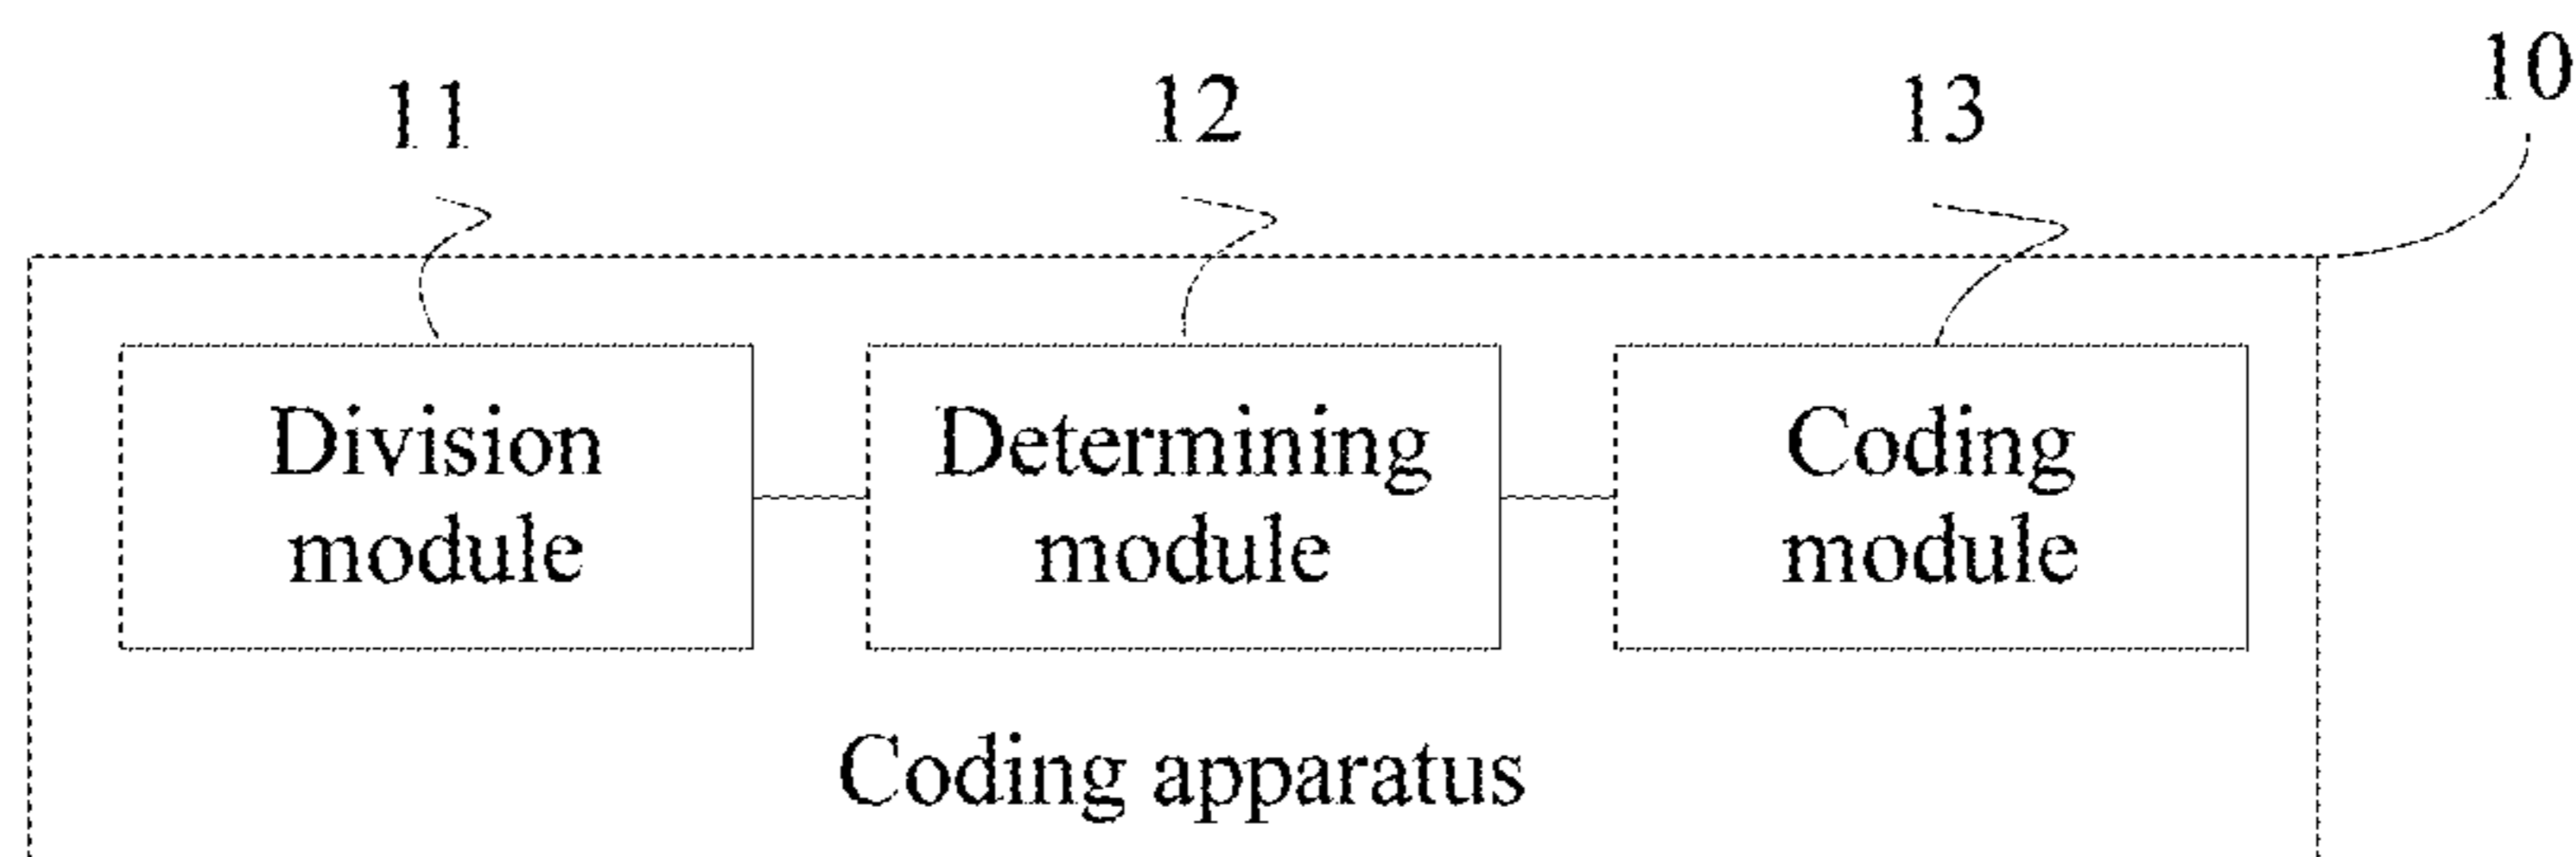 10
11
12
13
Division
module
Determining
module
Coding
module
Coding apparatus